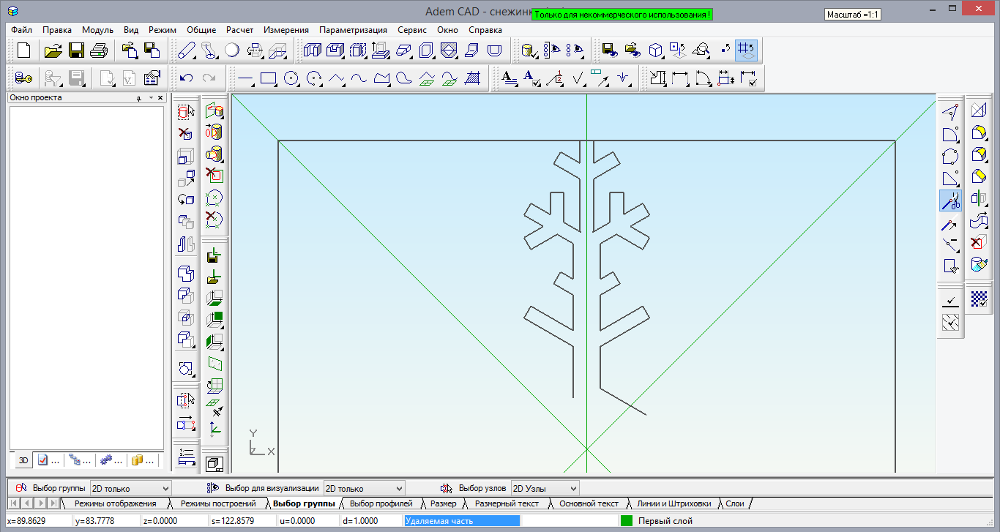 Adem CAD - снежинк
Только для некоммерческого использования !
Масштаб =1:1
Файл Правка Модуль Вид Режим Общие Расчет Измерения Параметризация Сервис Окно Справка
Окно проекта
Y
Z X
3D ... ... ... ...
Выбор группы 2D только Выбор для визуализации 2D только Выбор узлов 2D Узлы
Режимы отображения Режимы построений Выбор группы Выбор профилей Размер Размерный текст Основной текст Линии и Штриховки Слои
x=89.8629 y=83.7778 z=0.0000 s=122.8579 u=0.0000 d=1.0000 Удаляемая часть Первый слой